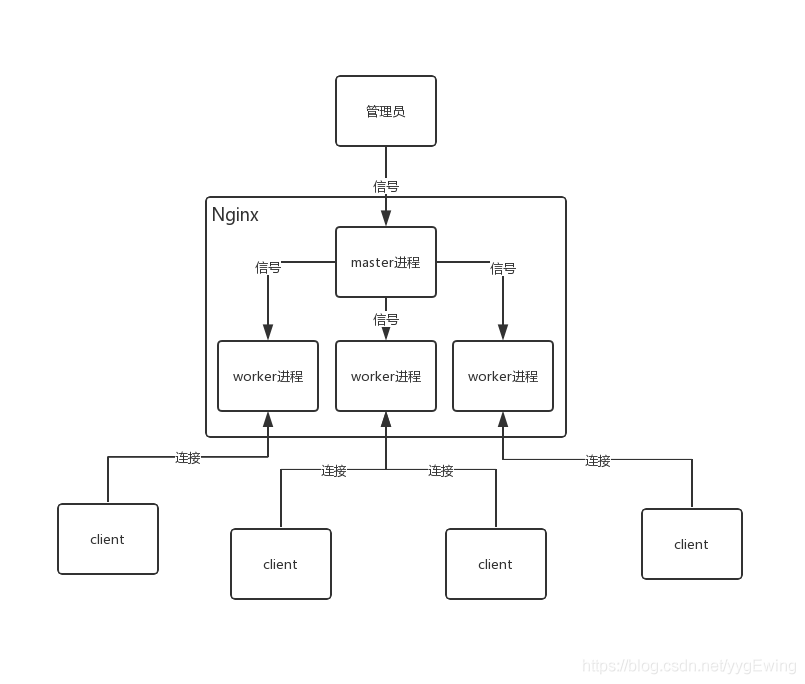 管理员
信号
Nginx
master进程
信号
信号
信号
worker进程
worker进程
worker进程
连接
连接
连接
连接
client
client
client
client
https://blog.csdn.net/yygEwing